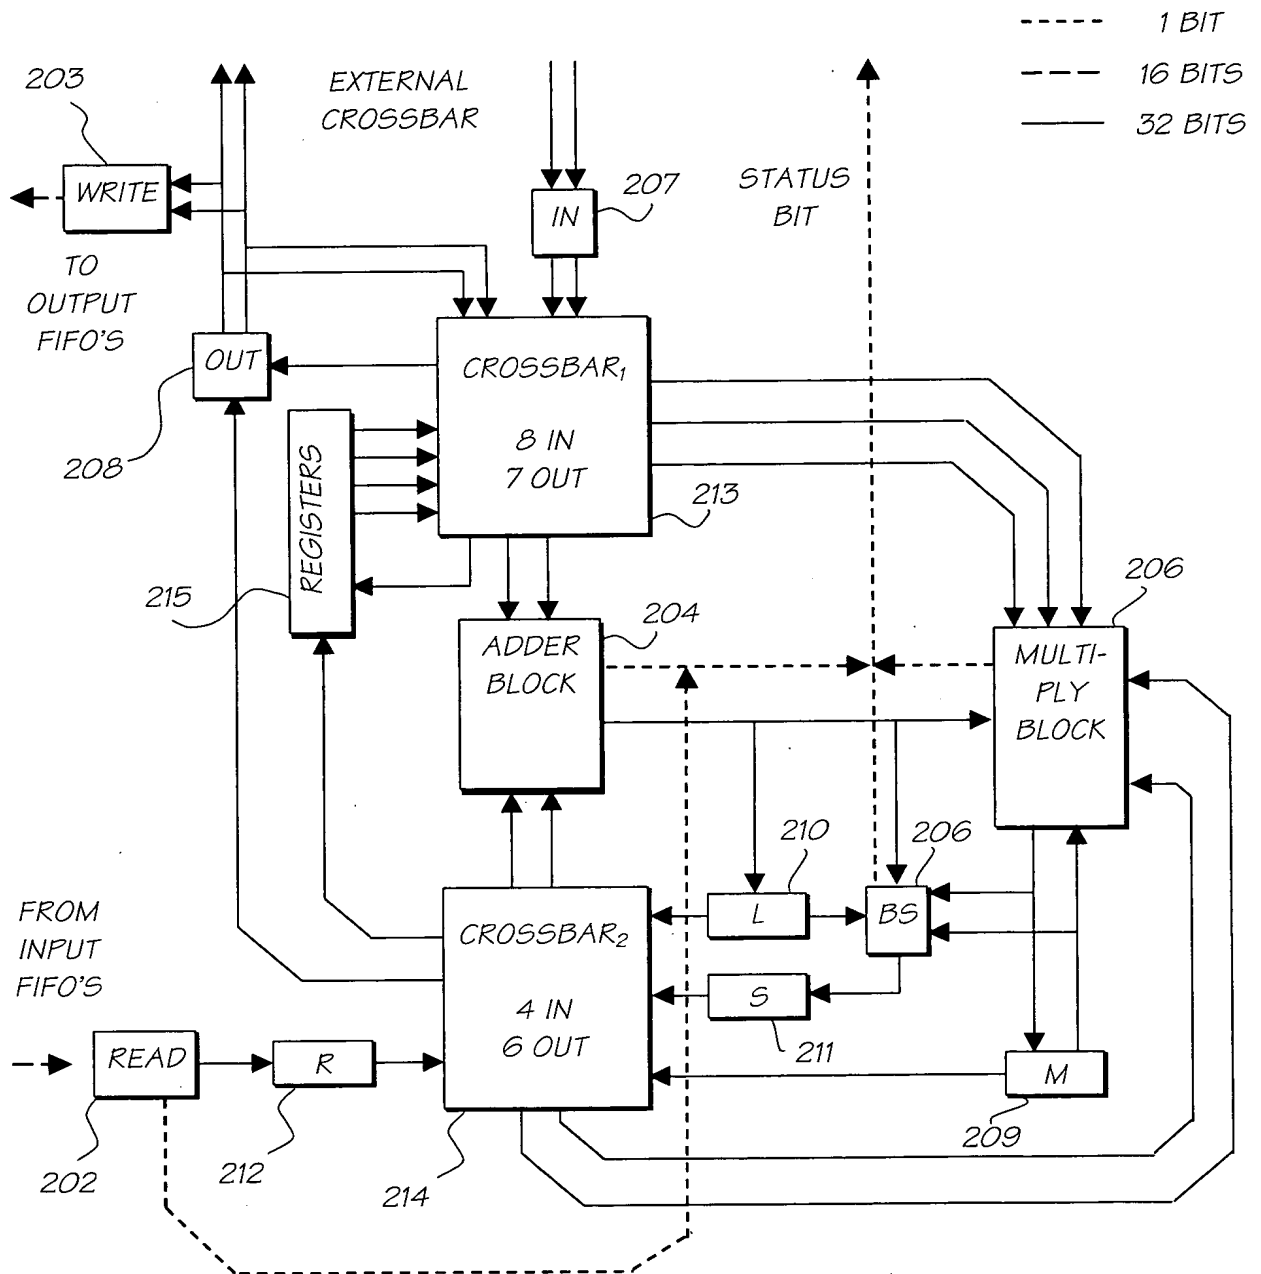 1 BIT
16 BITS
32 BITS
203
EXTERNAL
CROSSBAR
WRITE
207
IN
STATUS
BIT
TO
OUTPUT
FIFO'S
OUT
CROSSBAR1
8 IN
7 OUT
208
REGISTERS
213
215
204
206
ADDER
BLOCK
MULTI-
PLY
BLOCK
210
206
FROM
INPUT
FIFO'S
CROSSBAR2
L
BS
4 IN
6 OUT
S
211
READ
R
M
209
202
212
214